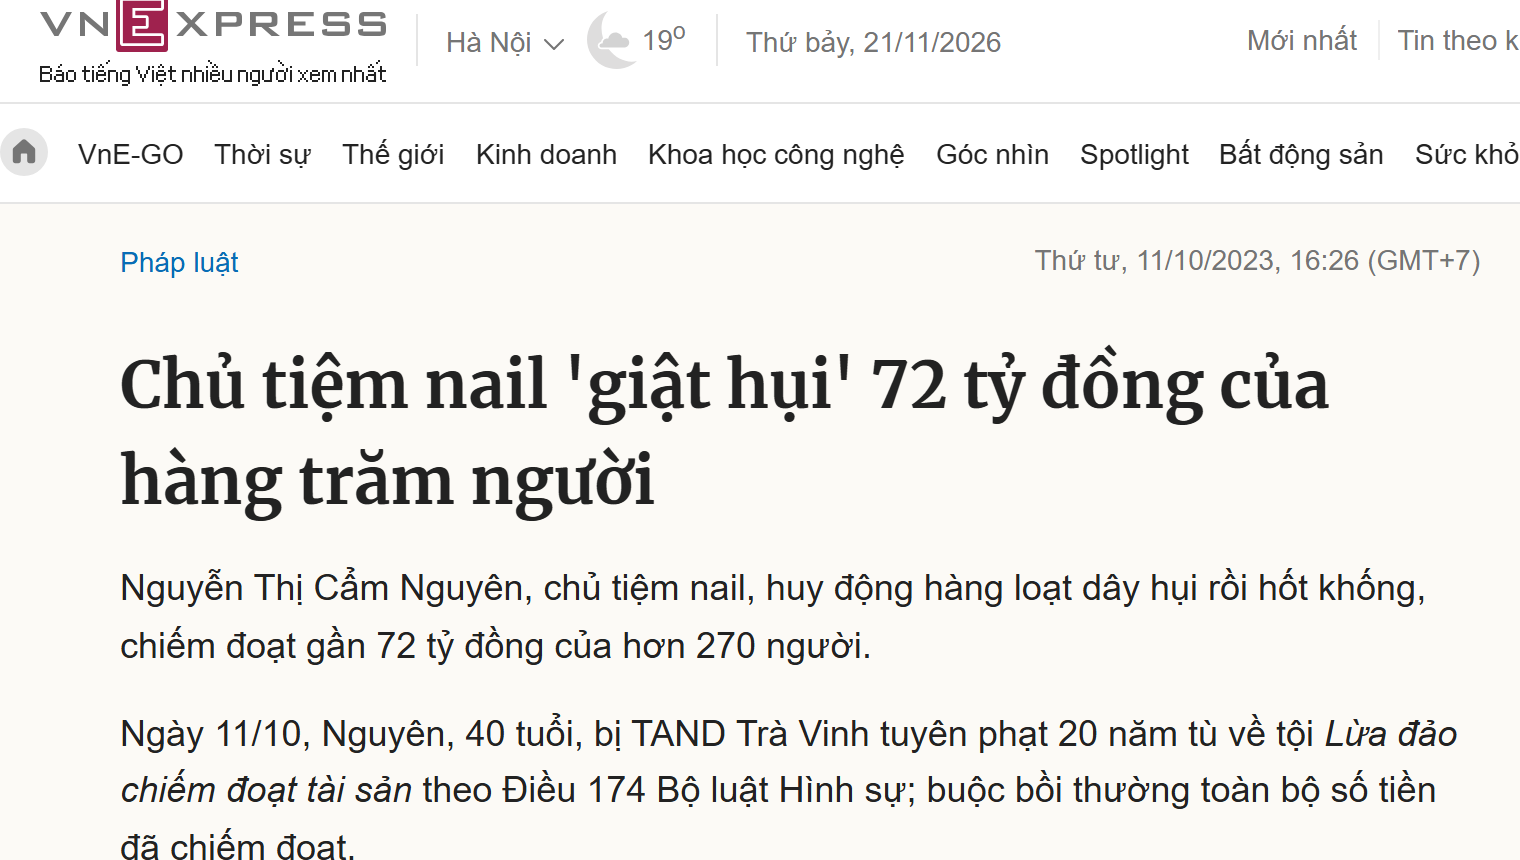 VNEXPRESS
Báo tiếng Việt nhiều người xem nhất
Hà Nội
19°
Thứ bảy, 21/11/2026
Mới nhất
Tin theo k
VnE-GO
Thời sự
Thế giới
Kinh doanh
Khoa học công nghệ
Góc nhìn
Spotlight
Bất động sản
Sức khỏ
Pháp luật
Thứ tư, 11/10/2023, 16:26 (GMT+7)
Chủ tiệm nail 'giật hụi' 72 tỷ đồng của
hàng trăm người
Nguyễn Thị Cẩm Nguyên, chủ tiệm nail, huy động hàng loạt dây hụi rồi hốt khống,
chiếm đoạt gần 72 tỷ đồng của hơn 270 người.
Ngày 11/10, Nguyên, 40 tuổi, bị TAND Trà Vinh tuyên phạt 20 năm tù về tội Lừa đảo
chiếm đoạt tài sản theo Điều 174 Bộ luật Hình sự; buộc bồi thường toàn bộ số tiền
đã chiếm đoạt.